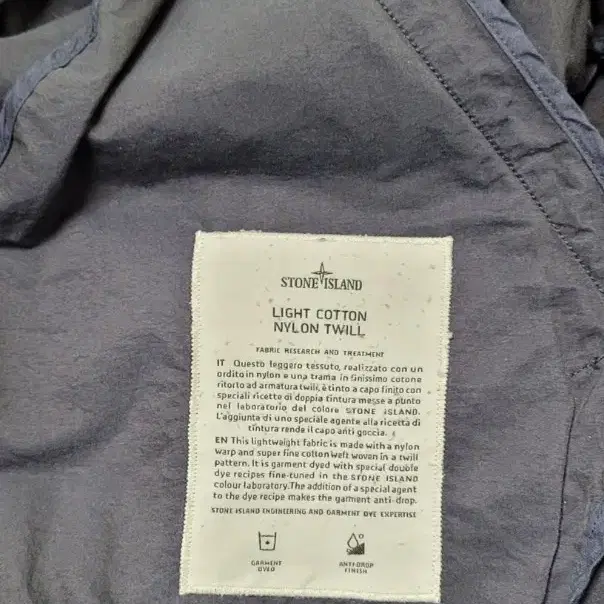 STONE ISLAND
LIGHT COTTON
NYLON TWILL
FABRIC RESEARCH AND TREATMENT
IT Questo leggero tessuto, realizzato con un
ordito in nylon e una trama in finissimo cotone
ritorto ad armatura twill, è tinto a capo finito con
speciali ricette di doppia tintura messe a punto
nel laboratorio del colore STONE ISLAND.
L'aggiunta di uno speciale agente alla ricetta di
tintura rende il capo anti goccia.
EN This lightweight fabric is made with a nylon
warp and super fine cotton weft woven in a twill
pattern. It is garment dyed with special double
dye recipes fine-tuned in the STONE ISLAND
colour laboratory. The addition of a special agent
to the dye recipe makes the garment anti-drop.
STONE ISLAND ENGINEERING AND GARMENT DYE EXPERTISE
GARMENT
DYED
ANTI DROP
FINISH